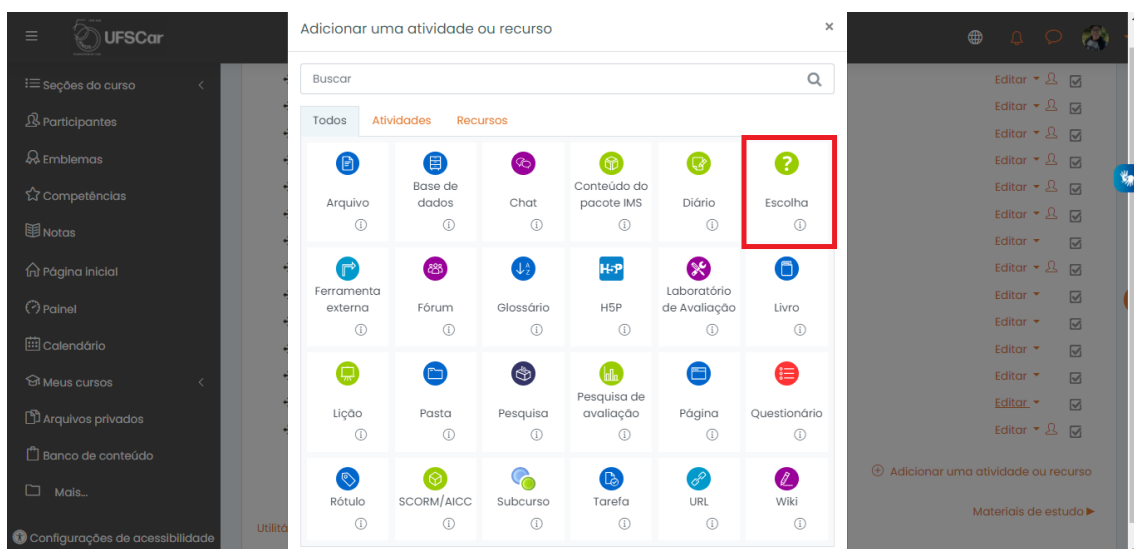 UFSCar
Seções do curso
Participantes
Emblemas
Competências
Notas
Página inicial
Painel
Calendário
Meus cursos
Arquivos privados
Banco de conteúdo
Mais...
Configurações de acessibilidade
Adicionar uma atividade ou recurso ×
Buscar
Todos Atividades Recursos
Arquivo
Base de dados
Chat
Conteúdo do pacote IMS
Diário
Escolha
Ferramenta externa
Fórum
Glossário
H5P
Laboratório de Avaliação
Livro
Lição
Pasta
Pesquisa
Pesquisa de avaliação
Página
Questionário
Rótulo
SCORM/AICC
Subcurso
Tarefa
URL
Wiki
Editar
Editar
Editar
Editar
Editar
Editar
Editar
Editar
Editar
Editar
Editar
Editar
Editar
Editar
Adicionar uma atividade ou recurso
Materiais de estudo
Utilitá